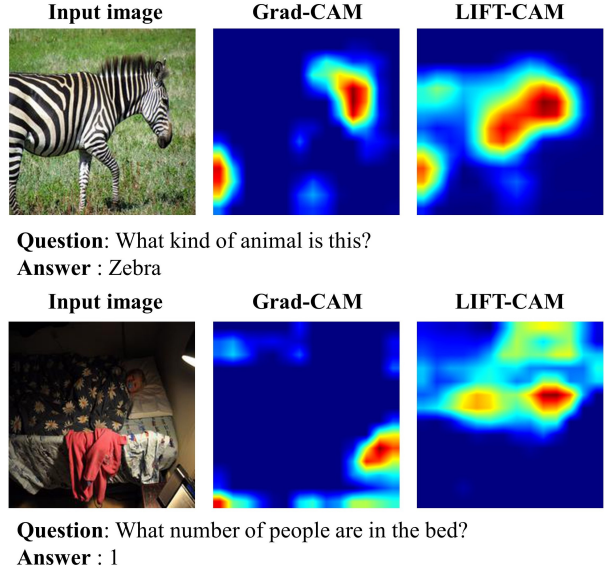 Input image Grad-CAM LIFT-CAM
Question: What kind of animal is this?
Answer : Zebra
Input image Grad-CAM LIFT-CAM
Question: What number of people are in the bed?
Answer : 1